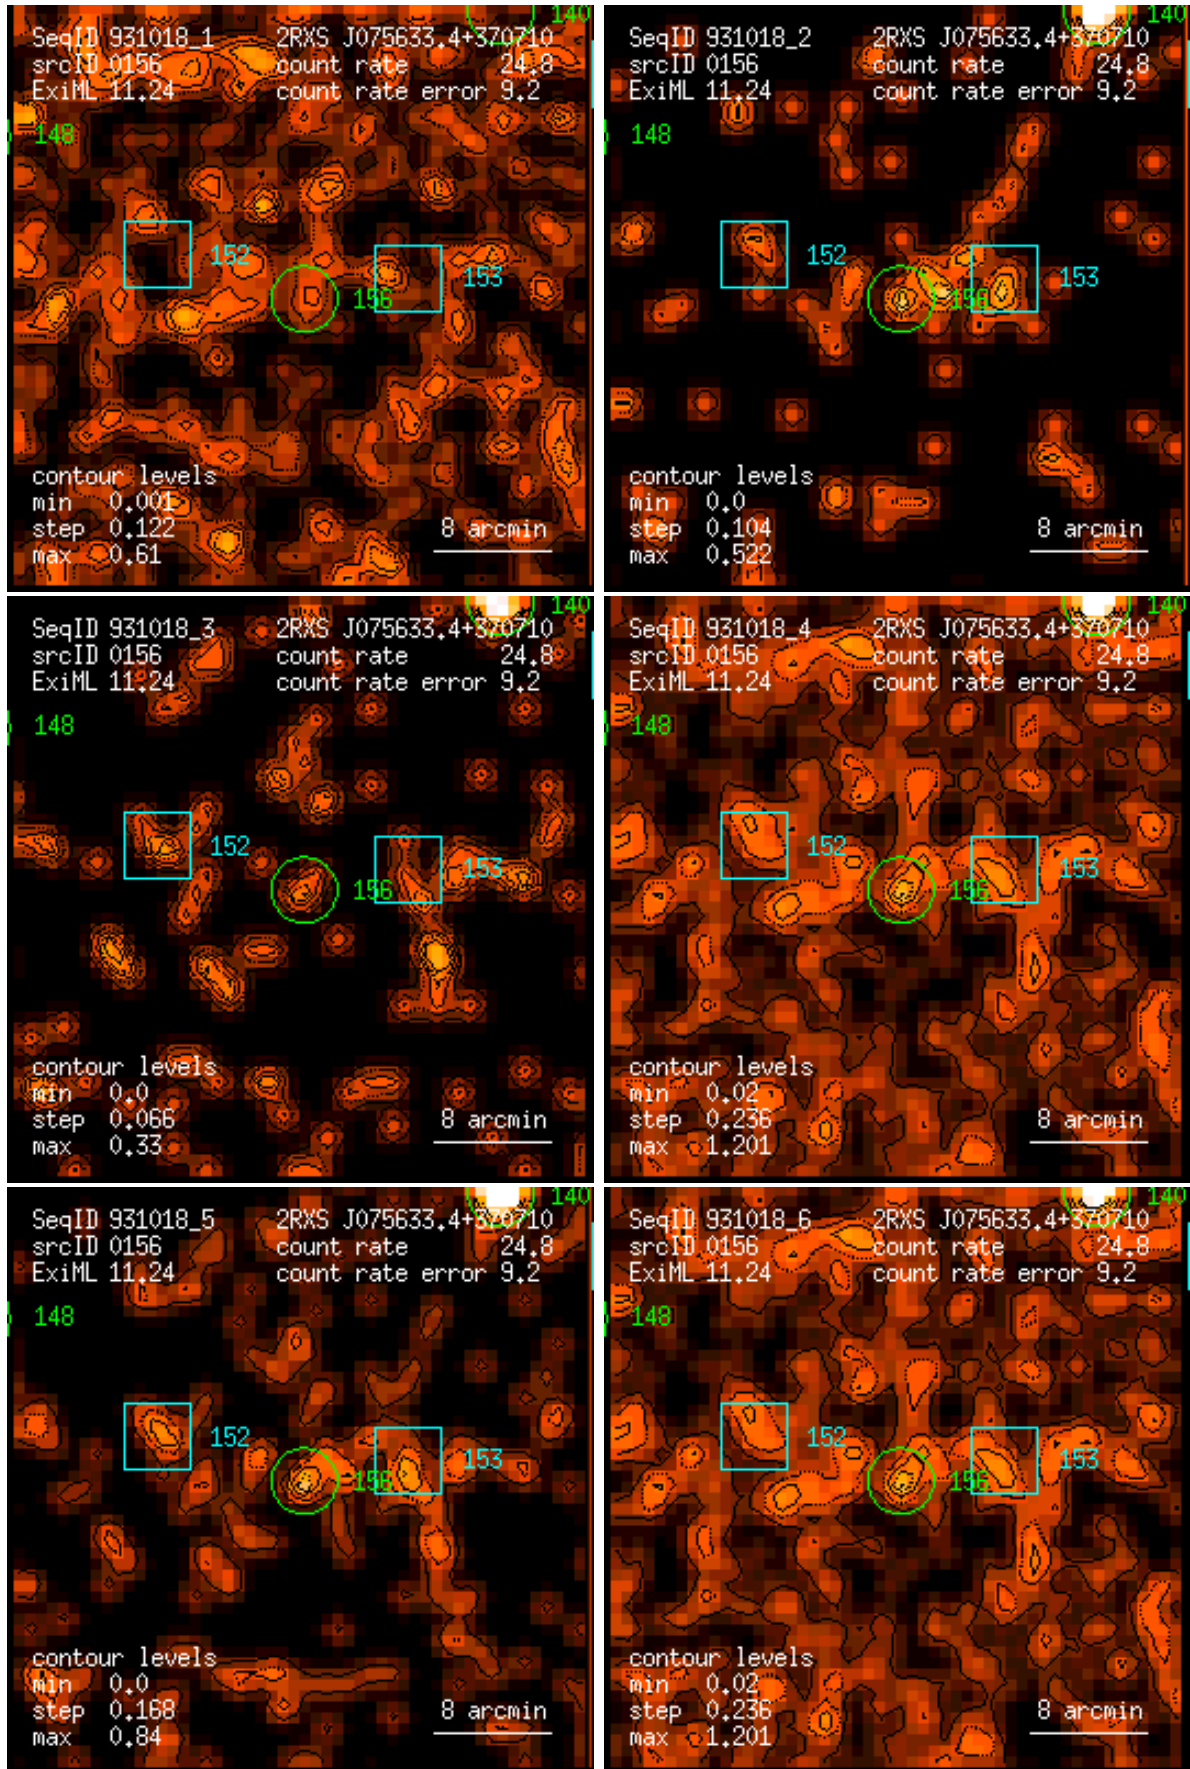 140
SeqID 931018_1 2RXS J075633.4+370710
srcID 0156 count rate 24.8
ExiML 11.24 count rate error 9.2
148
152
153
156
contour levels
min 0.001
step 0.122
max 0.61
8 arcmin
140
SeqID 931018_2 2RXS J075633.4+370710
srcID 0156 count rate 24.8
ExiML 11.24 count rate error 9.2
148
152
153
156
contour levels
min 0.0
step 0.104
max 0.522
8 arcmin
140
SeqID 931018_3 2RXS J075633.4+370710
srcID 0156 count rate 24.8
ExiML 11.24 count rate error 9.2
148
152
153
156
contour levels
min 0.0
step 0.066
max 0.33
8 arcmin
140
SeqID 931018_4 2RXS J075633.4+370710
srcID 0156 count rate 24.8
ExiML 11.24 count rate error 9.2
148
152
153
156
contour levels
min 0.02
step 0.236
max 1.201
8 arcmin
140
SeqID 931018_5 2RXS J075633.4+370710
srcID 0156 count rate 24.8
ExiML 11.24 count rate error 9.2
148
152
153
156
contour levels
min 0.0
step 0.168
max 0.84
8 arcmin
140
SeqID 931018_6 2RXS J075633.4+370710
srcID 0156 count rate 24.8
ExiML 11.24 count rate error 9.2
148
152
153
156
contour levels
min 0.02
step 0.236
max 1.201
8 arcmin